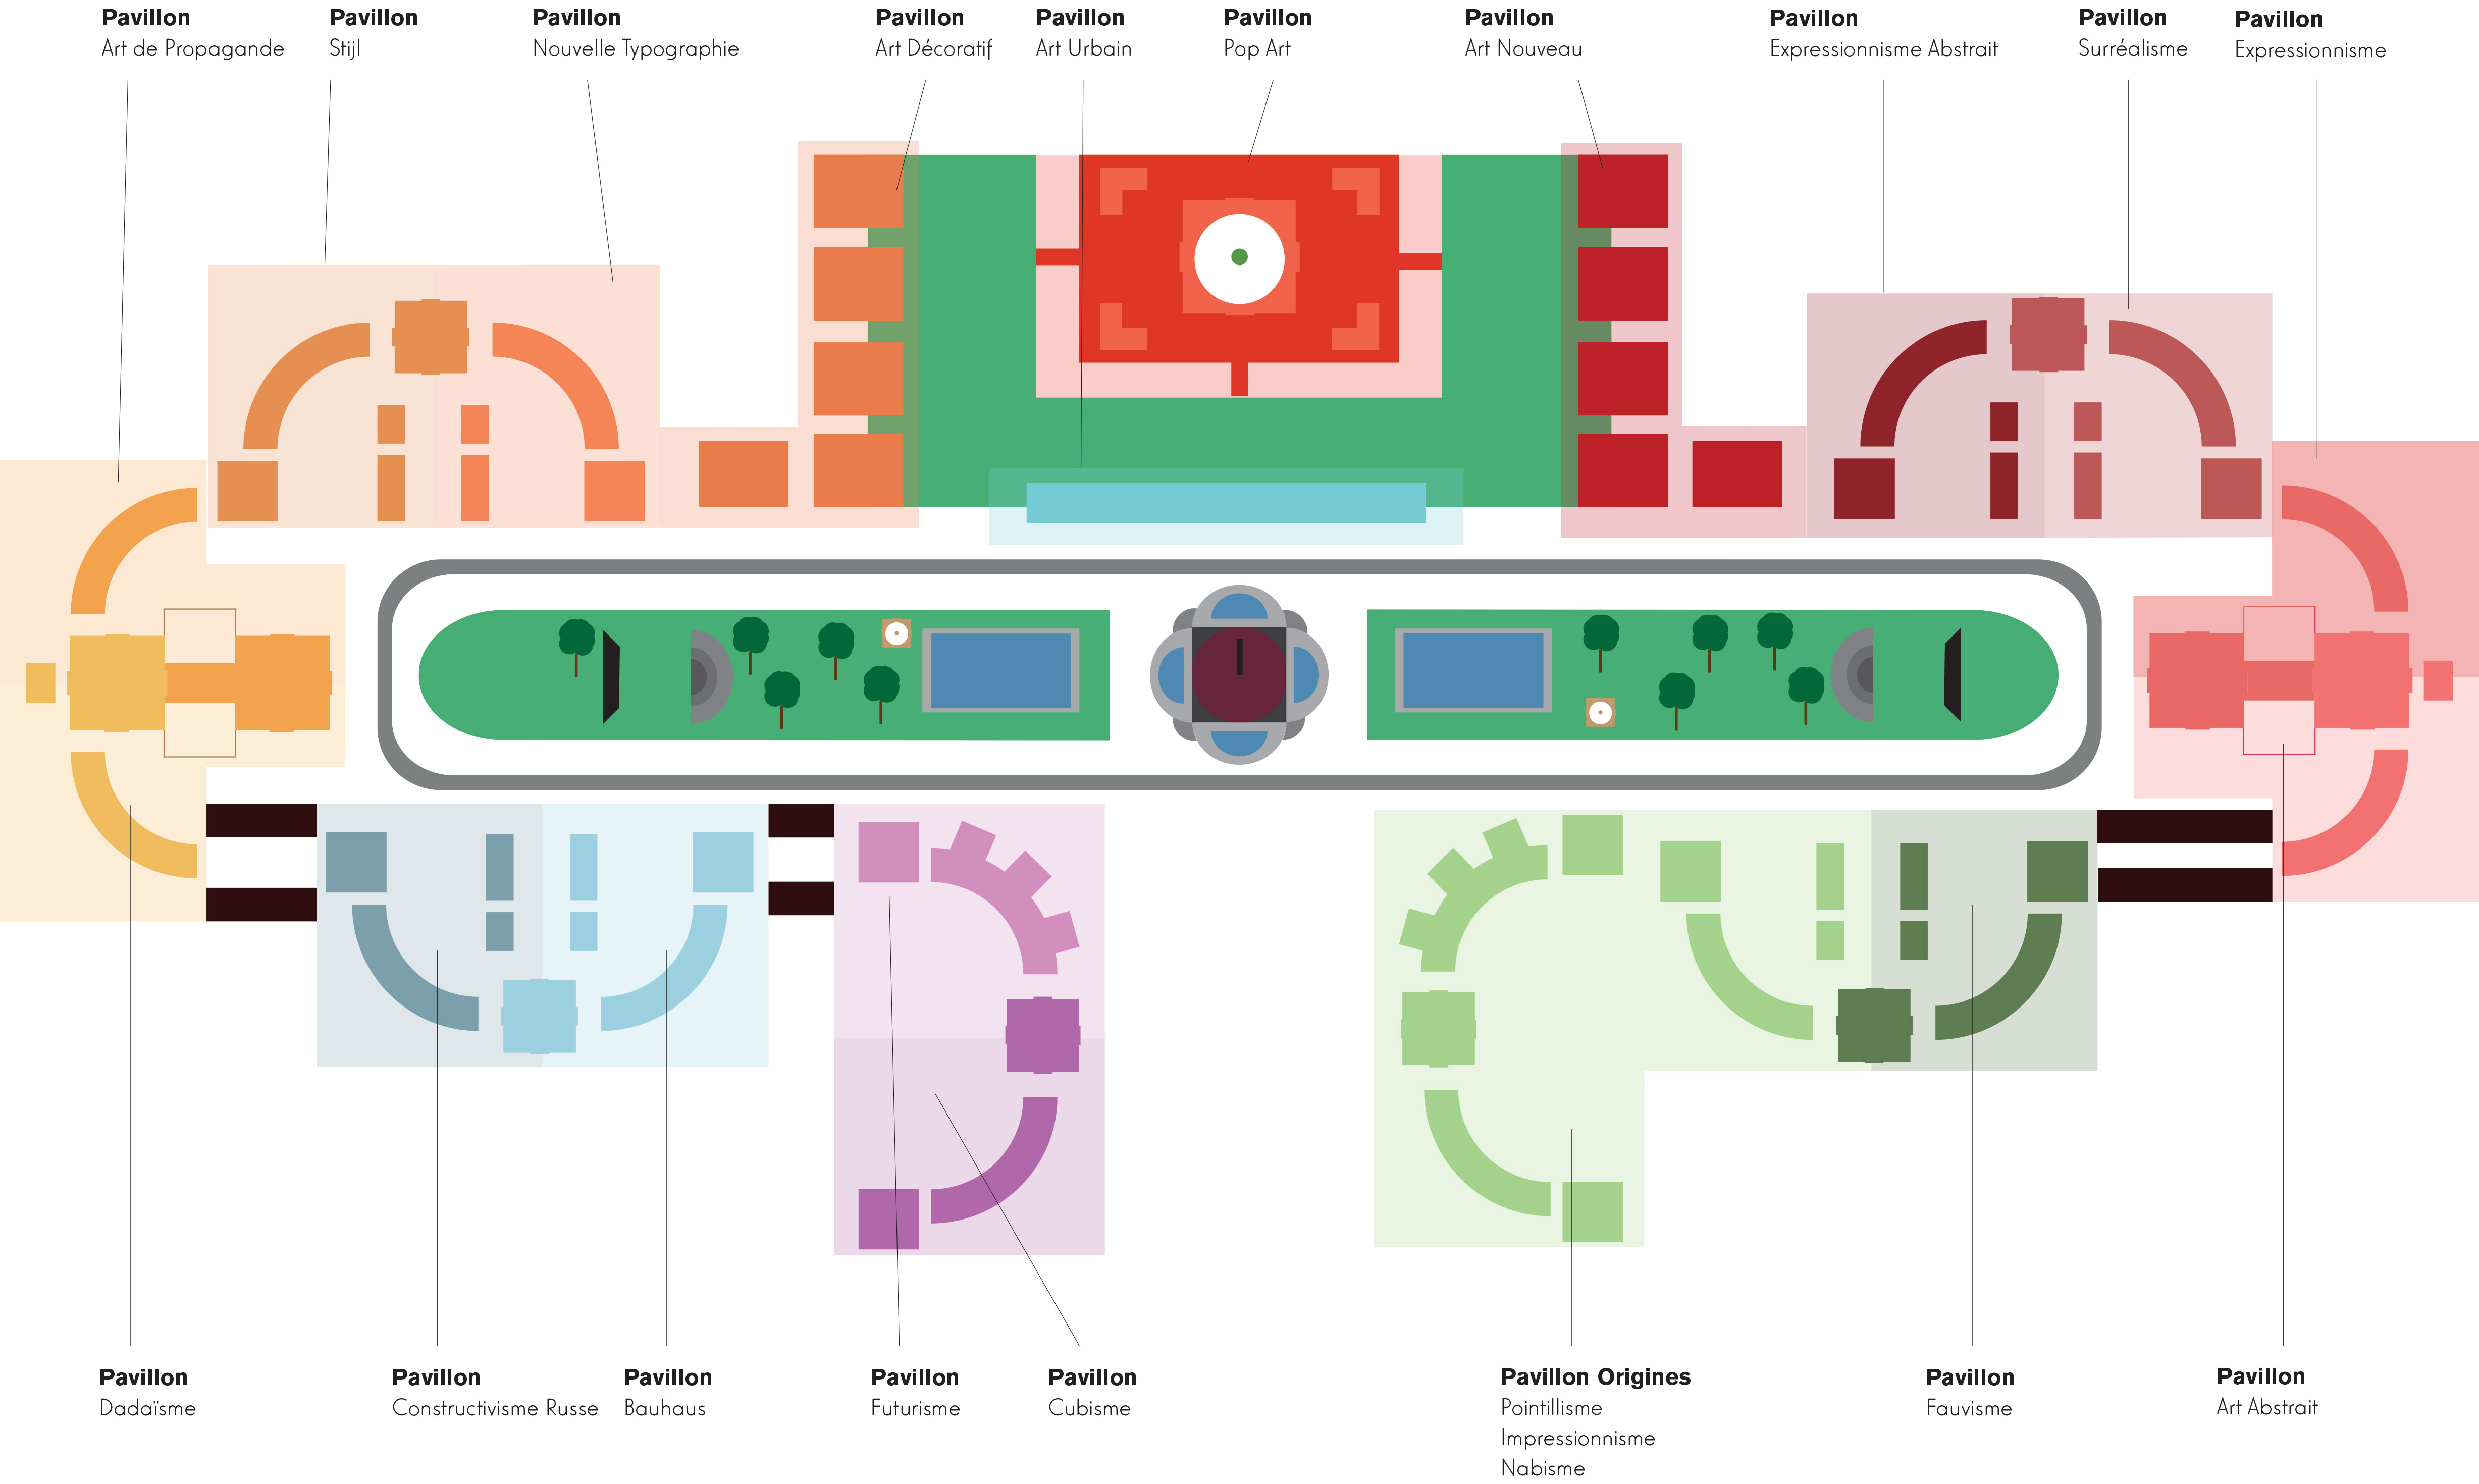 Pavillon
Art de Propagande
Pavillon
Stijl
Pavillon
Nouvelle Typographie
Pavillon
Art Décoratif
Pavillon
Art Urbain
Pavillon
Pop Art
Pavillon
Art Nouveau
Pavillon
Expressionnisme Abstrait
Pavillon
Surréalisme
Pavillon
Expressionnisme
Pavillon
Dadaïsme
Pavillon
Constructivisme Russe
Pavillon
Bauhaus
Pavillon
Futurisme
Pavillon
Cubisme
Pavillon Origines
Pointillisme
Impressionnisme
Nabisme
Pavillon
Fauvisme
Pavillon
Art Abstrait